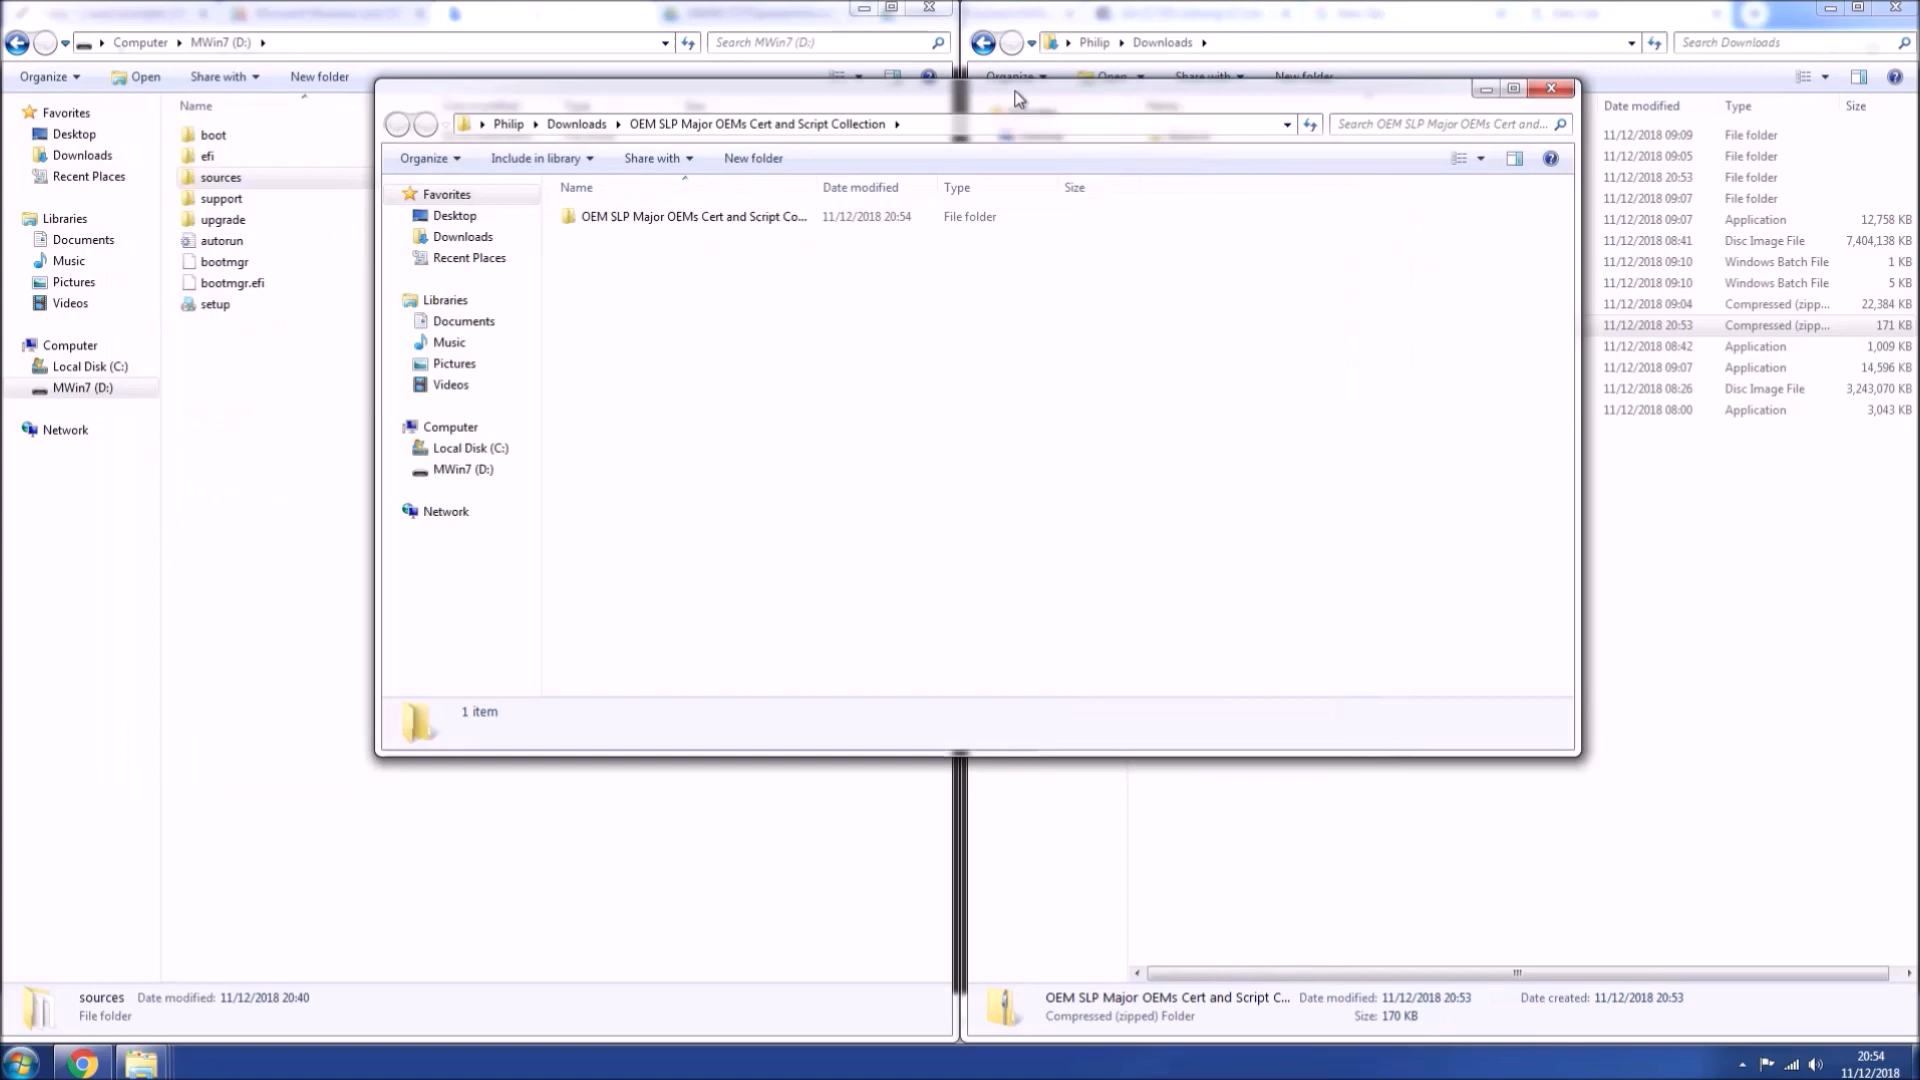 Computer MWin7 (D:)
Search MWin7 (D:)
Philip Downloads
Search Downloads
Organize Open Share with New folder
Organize Open Share with New folder
Favorites
Desktop
Downloads
Recent Places
Libraries
Documents
Music
Pictures
Videos
Computer
Local Disk (C:)
MWin7 (D:)
Network
Name
boot
efi
sources
support
upgrade
autorun
bootmgr
bootmgr.efi
setup
Philip Downloads OEM SLP Major OEMs Cert and Script Collection
Search OEM SLP Major OEMs Cert and...
Organize Include in library Share with New folder
Favorites
Desktop
Downloads
Recent Places
Libraries
Documents
Music
Pictures
Videos
Computer
Local Disk (C:)
MWin7 (D:)
Network
Name Date modified Type Size
OEM SLP Major OEMs Cert and Script Co... 11/12/2018 20:54 File folder
1 item
Date modified Type Size
11/12/2018 09:09 File folder
11/12/2018 09:05 File folder
11/12/2018 20:53 File folder
11/12/2018 09:07 File folder
11/12/2018 09:07 Application 12,758 KB
11/12/2018 08:41 Disc Image File 7,404,138 KB
11/12/2018 09:10 Windows Batch File 1 KB
11/12/2018 09:10 Windows Batch File 5 KB
11/12/2018 09:04 Compressed (zipp... 22,384 KB
11/12/2018 20:53 Compressed (zipp... 171 KB
11/12/2018 08:42 Application 1,009 KB
11/12/2018 09:07 Application 14,596 KB
11/12/2018 08:26 Disc Image File 3,243,070 KB
11/12/2018 08:00 Application 3,043 KB
sources Date modified: 11/12/2018 20:40
File folder
OEM SLP Major OEMs Cert and Script C... Date modified: 11/12/2018 20:53 Date created: 11/12/2018 20:53
Compressed (zipped) Folder Size: 170 KB
20:54
11/12/2018